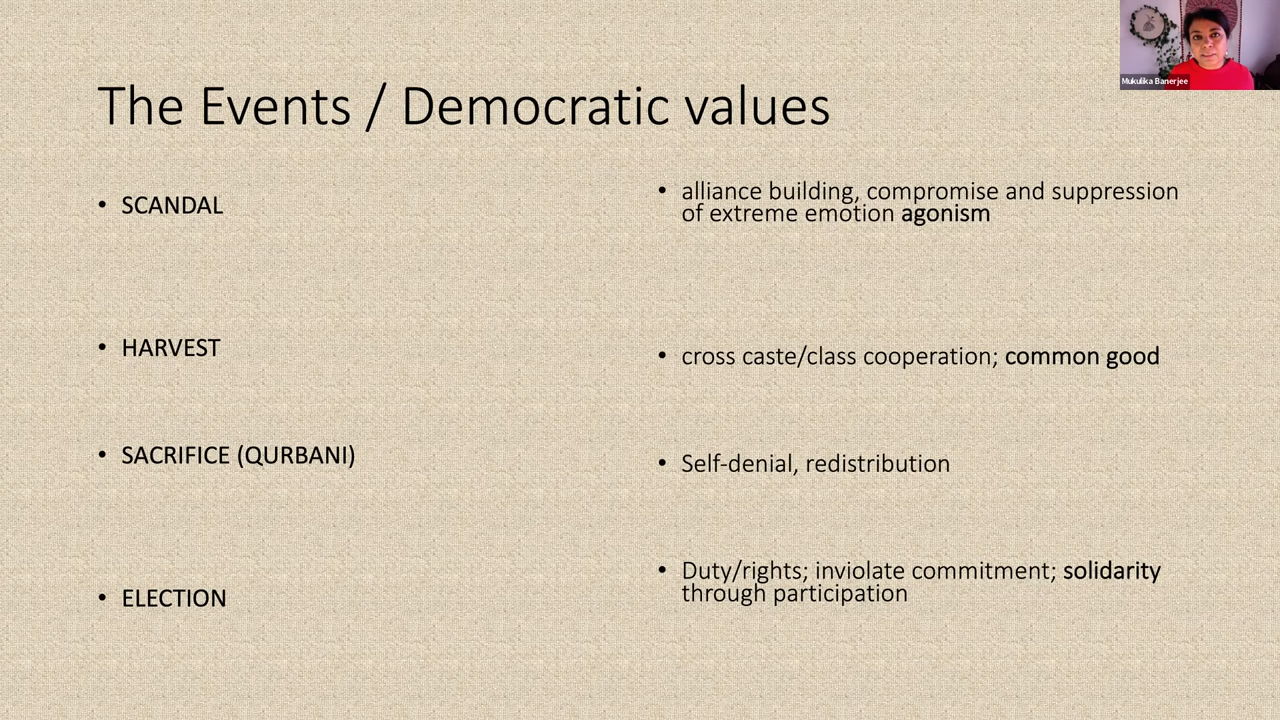 Mukulika Banerjee
The Events / Democratic values
• SCANDAL
• alliance building, compromise and suppression
of extreme emotion agonism
• HARVEST
• cross caste/class cooperation; common good
• SACRIFICE (QURBANI)
• Self-denial, redistribution
• ELECTION
• Duty/rights; inviolate commitment; solidarity
through participation